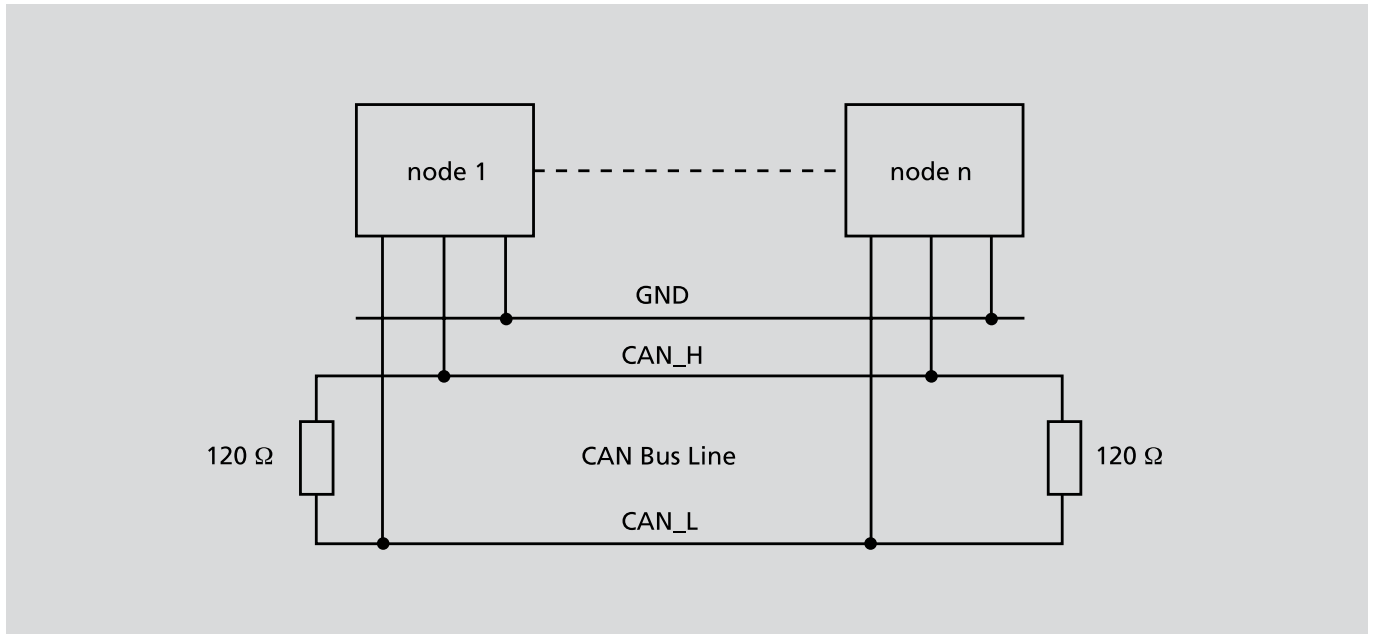 node 1
node n
GND
CAN_H
120 Ω
CAN Bus Line
120 Ω
CAN_L